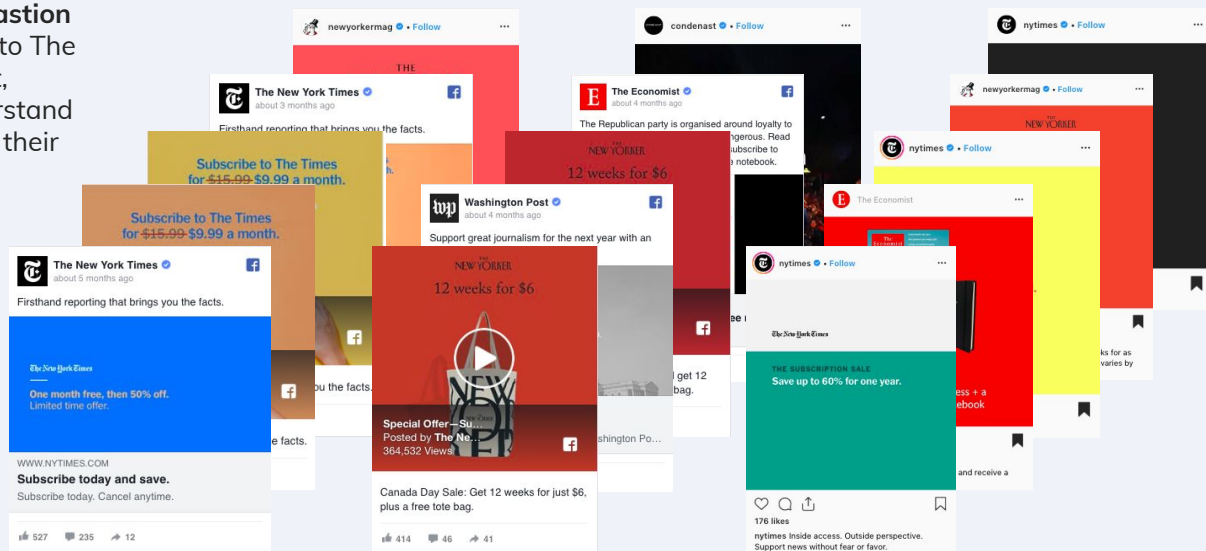 astion
to The
rstand
their
newyorkermag • Follow
THE
condenast • Follow
nytimes • Follow
The New York Times
about 3 months ago
Firsthand reporting that brings you the facts.
The Economist
about 4 months ago
The Republican party is organised around loyalty to
ngerous. Read
subscribe to
notebook.
newyorkermag • Follow
NEW YORKER
Subscribe to The Times
for $15.99 $9.99 a month.
THE
NEW YORKER
12 weeks for $6
nytimes • Follow
Subscribe to The Times
for $15.99 $9.99 a month.
Washington Post
about 4 months ago
Support great journalism for the next year with an
The Economist
The
Economist
The New York Times
about 5 months ago
Firsthand reporting that brings you the facts.
The New York Times
One month free, then 50% off.
Limited time offer.
WWW.NYTIMES.COM
Subscribe today and save.
Subscribe today. Cancel anytime.
527 235 12
ou the facts.
e facts.
THE
NEW YORKER
12 weeks for $6
Special Offer—Su...
Posted by The Ne...
364,532 Views
Canada Day Sale: Get 12 weeks for just $6,
plus a free tote bag.
414 46 41
get 12
bag.
shington Po...
ee
nytimes • Follow
The New York Times
THE SUBSCRIPTION SALE
Save up to 60% for one year.
176 likes
nytimes Inside access. Outside perspective.
Support news without fear or favor.
ess + a
ebook
ks for as
varies by
and receive a